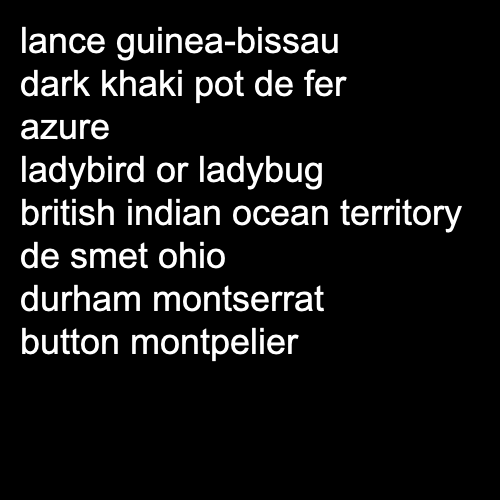 lance guinea-bissau
dark khaki pot de fer
azure
ladybird or ladybug
british indian ocean territory
de smet ohio
durham montserrat
button montpelier